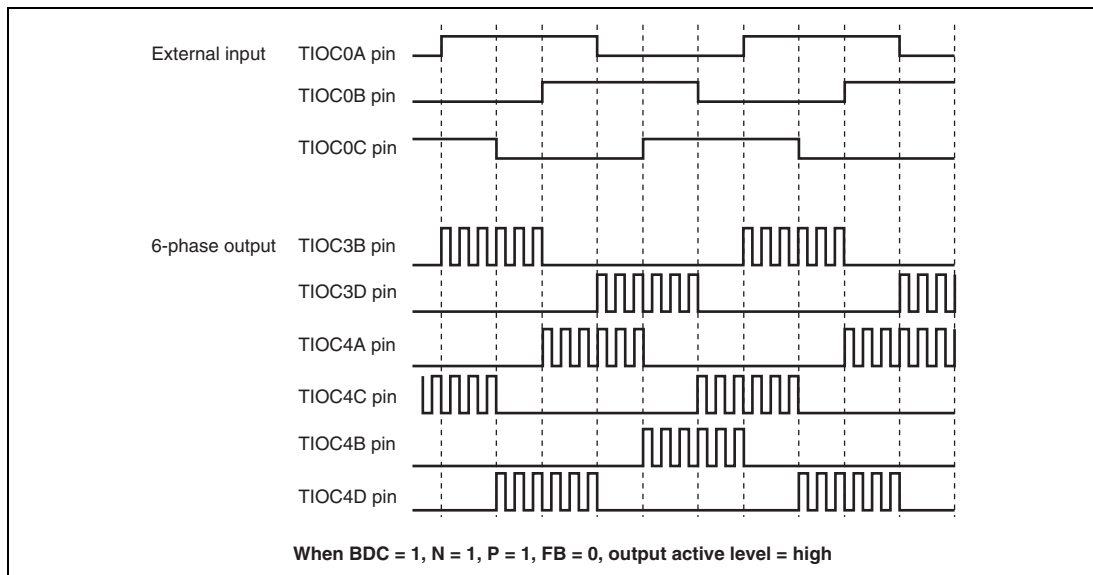 External input TIOC0A pin
TIOC0B pin
TIOC0C pin
6-phase output TIOC3B pin
TIOC3D pin
TIOC4A pin
TIOC4C pin
TIOC4B pin
TIOC4D pin
When BDC = 1, N = 1, P = 1, FB = 0, output active level = high